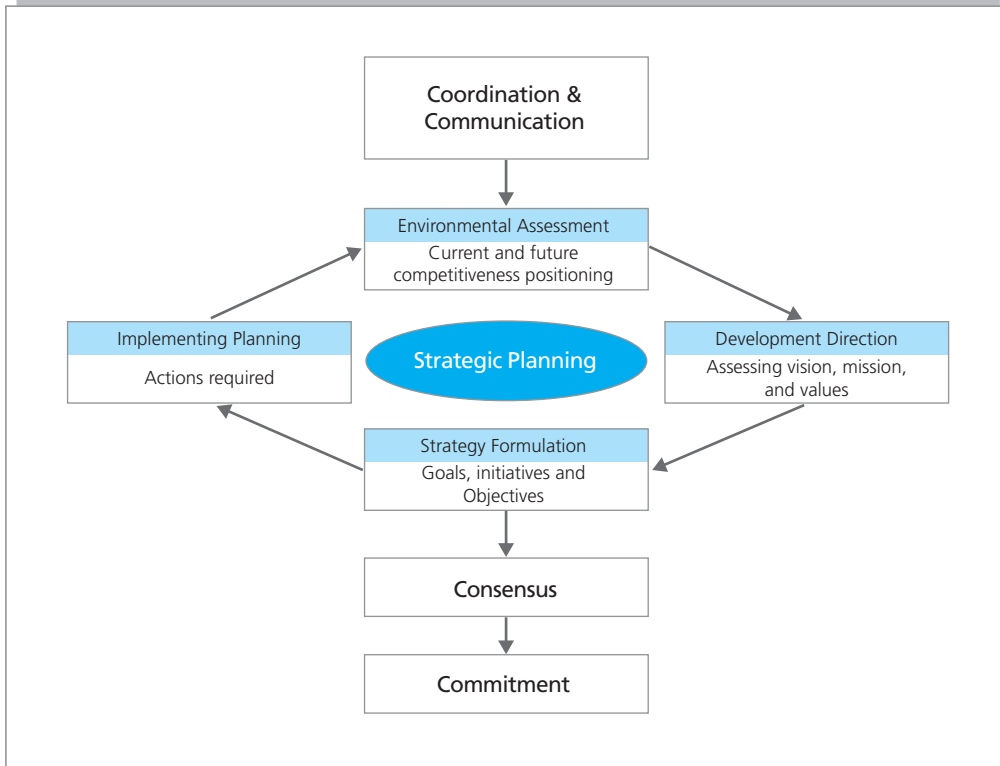 Coordination &
Communication
Environmental Assessment
Current and future
competitiveness positioning
Implementing Planning
Actions required
Strategic Planning
Development Direction
Assessing vision, mission,
and values
Strategy Formulation
Goals, initiatives and
Objectives
Consensus
Commitment